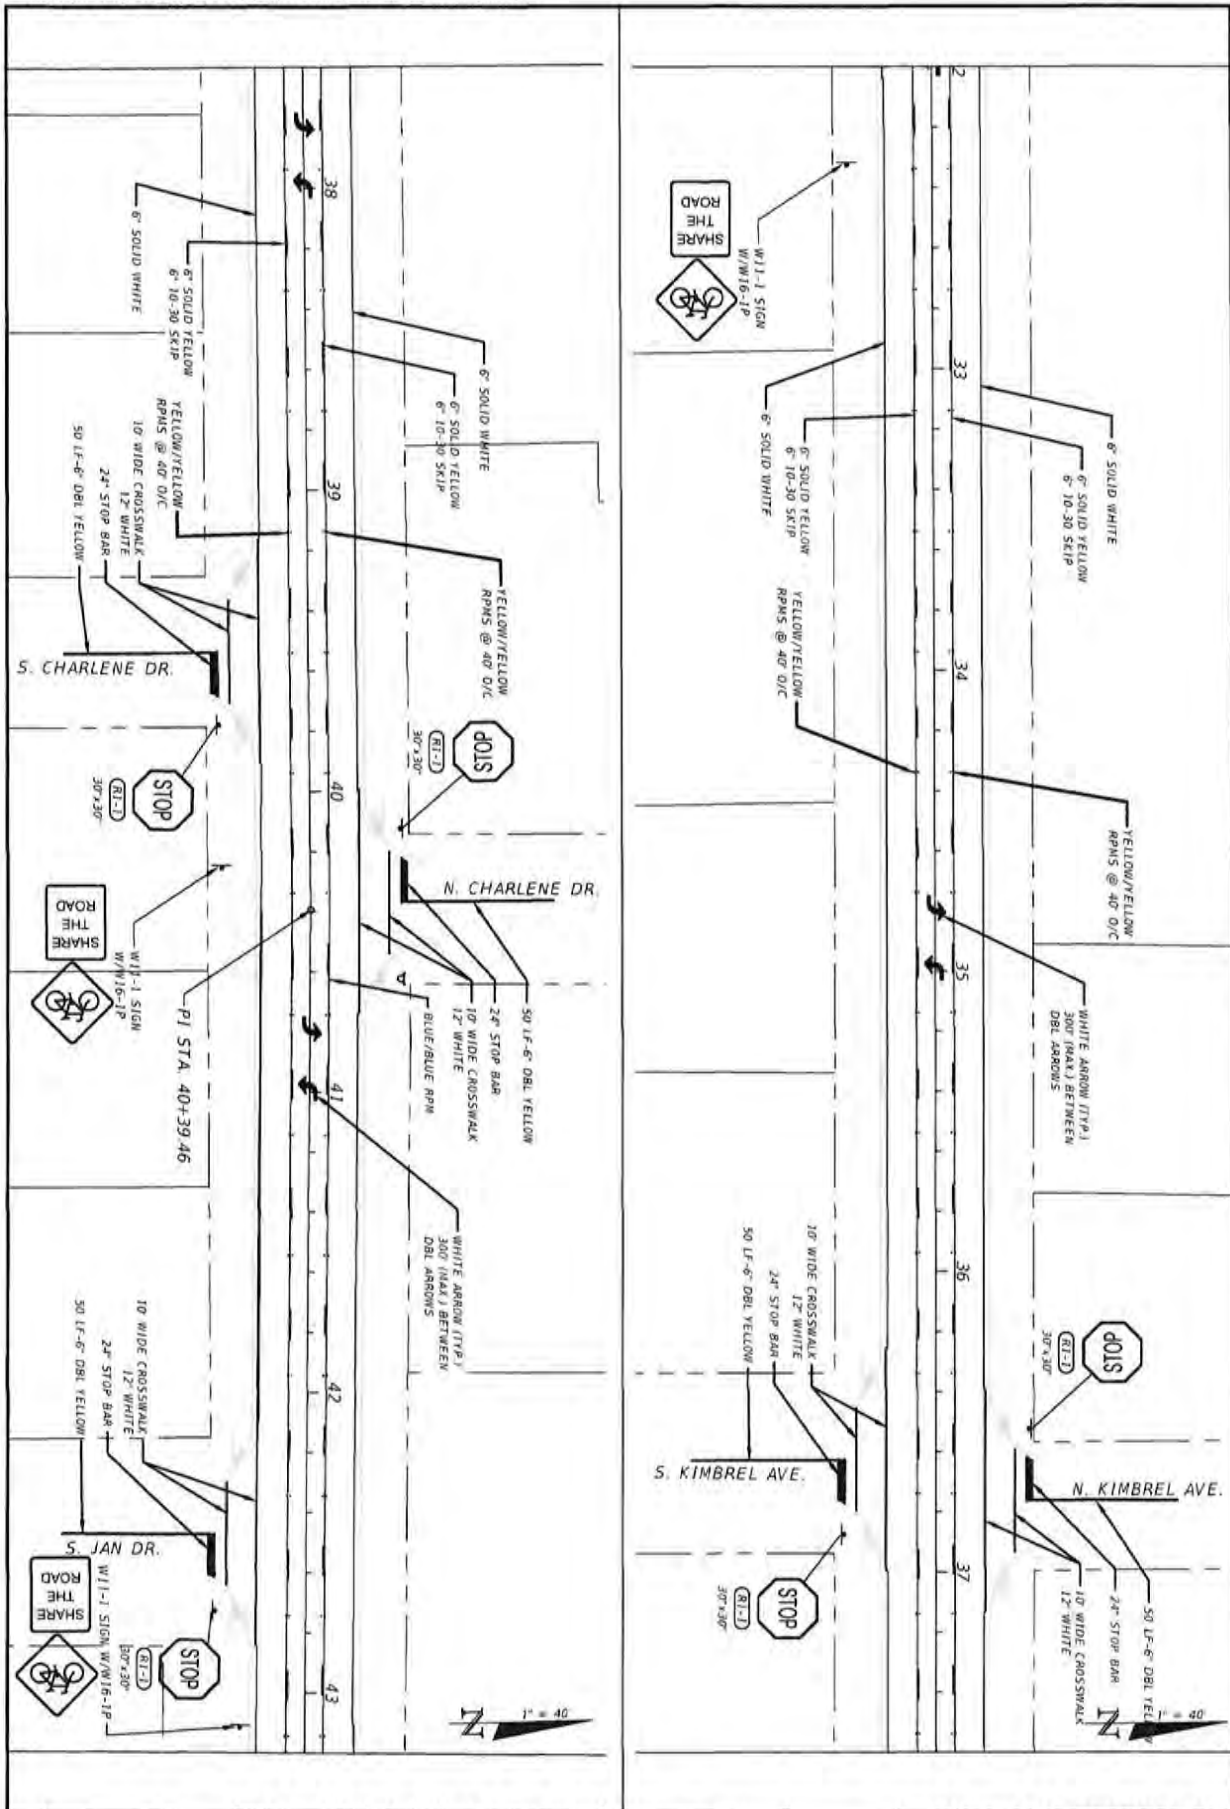 2
W11-1 SIGN
W/W16-1P
SHARE
THE
ROAD
33
6" SOLID WHITE
6" SOLID YELLOW
6" 10-30 SKIP
6" SOLID YELLOW
6" 10-30 SKIP
6" SOLID WHITE
34
YELLOW/YELLOW
RPMS @ 40' O/C
YELLOW/YELLOW
RPMS @ 40' O/C
35
WHITE ARROW (TYP.)
300' (MAX.) BETWEEN
DBL ARROWS
36
10' WIDE CROSSWALK
12" WHITE
24" STOP BAR
50 LF-6" DBL YELLOW
STOP
R1-1
30"x30"
S. KIMBREL AVE.
N. KIMBREL AVE.
STOP
R1-1
30"x30"
37
50 LF-6" DBL
24" STOP BAR
10' WIDE CROSSWALK
12" WHITE
N
1" = 40'
38
6" SOLID WHITE
6" SOLID YELLOW
6" 10-30 SKIP
6" SOLID WHITE
6" SOLID YELLOW
6" 10-30 SKIP
39
YELLOW/YELLOW
RPMS @ 40' O/C
10' WIDE CROSSWALK
12" WHITE
24" STOP BAR
50 LF-6" DBL YELLOW
YELLOW/YELLOW
RPMS @ 40' O/C
S. CHARLENE DR.
STOP
R1-1
30"x30"
STOP
R1-1
30"x30"
40
N. CHARLENE DR.
SHARE
THE
ROAD
W11-1 SIGN
W/W16-1P
PI STA. 40+39.46
50 LF-6" DBL YELLOW
24" STOP BAR
10' WIDE CROSSWALK
12" WHITE
BLUE/BLUE RPM
41
WHITE ARROW (TYP.)
300' (MAX.) BETWEEN
DBL ARROWS
42
10' WIDE CROSSWALK
12" WHITE
24" STOP BAR
50 LF-6" DBL YELLOW
S. JAN DR.
SHARE
THE
ROAD
W11-1 SIGN W/W16-1P
STOP
R1-1
30"x30"
43
N
1" = 40'